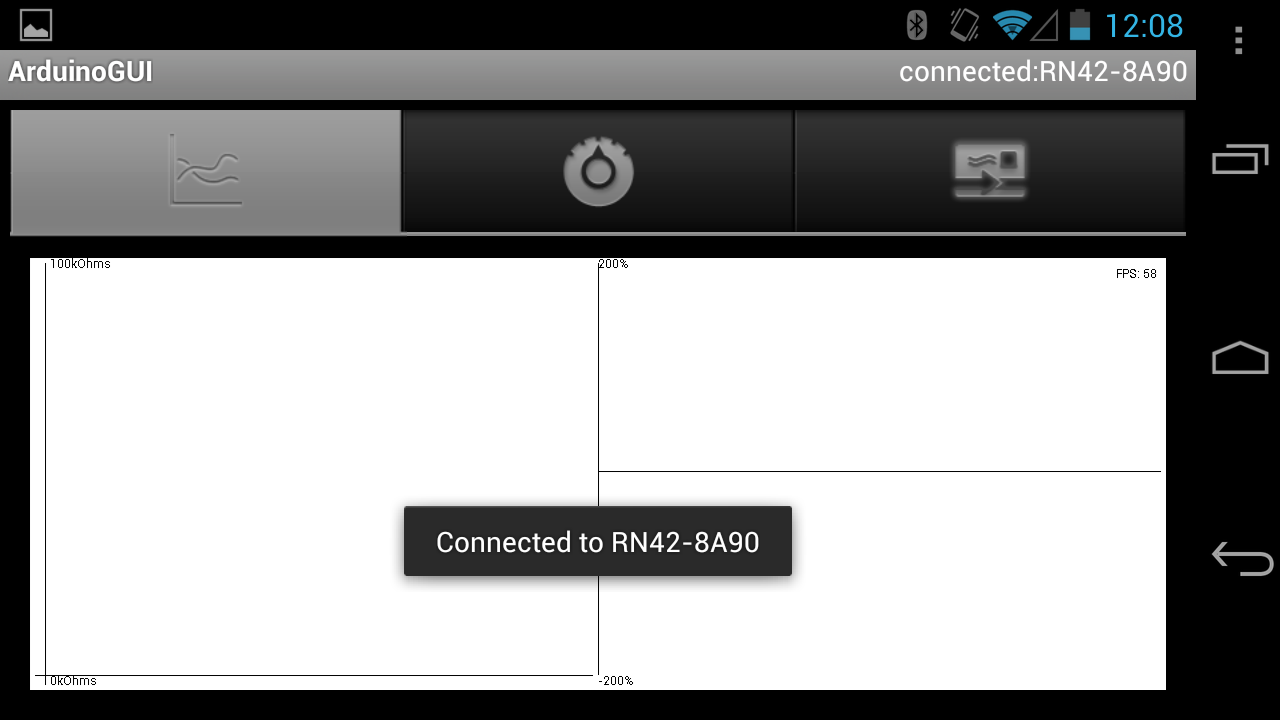 12:08
ArduinoGUI
connected:RN42-8A90
100kOhms
200%
FPS: 58
Connected to RN42-8A90
0kOhms
-200%